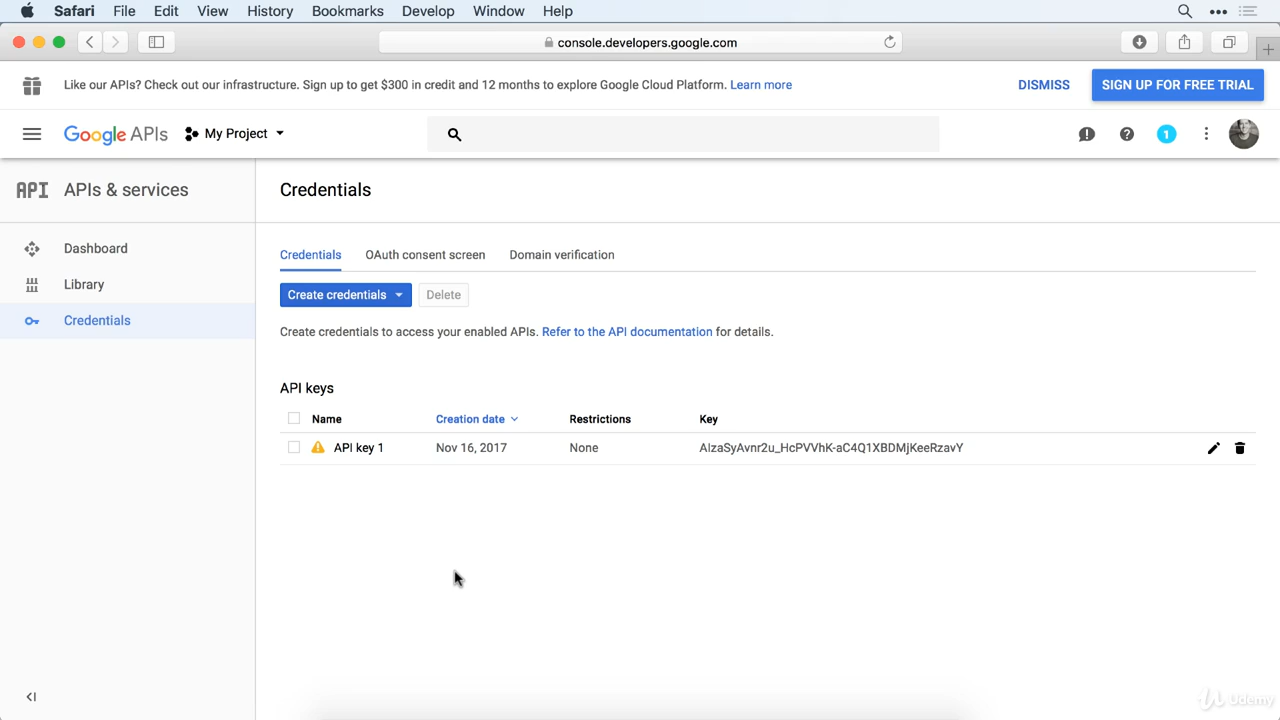 Safari File Edit View History Bookmarks Develop Window Help
console.developers.google.com
Like our APIs? Check out our infrastructure. Sign up to get $300 in credit and 12 months to explore Google Cloud Platform. Learn more DISMISS SIGN UP FOR FREE TRIAL
Google APIs My Project 1
API APIs & services Credentials
Dashboard
Library
Credentials
Credentials OAuth consent screen Domain verification
Create credentials Delete
Create credentials to access your enabled APIs. Refer to the API documentation for details.
API keys
Name Creation date Restrictions Key
API key 1 Nov 16, 2017 None AIzaSyAvnr2u_HcPVVhK-aC4Q1XBDMjKeeRzavY
Udemy